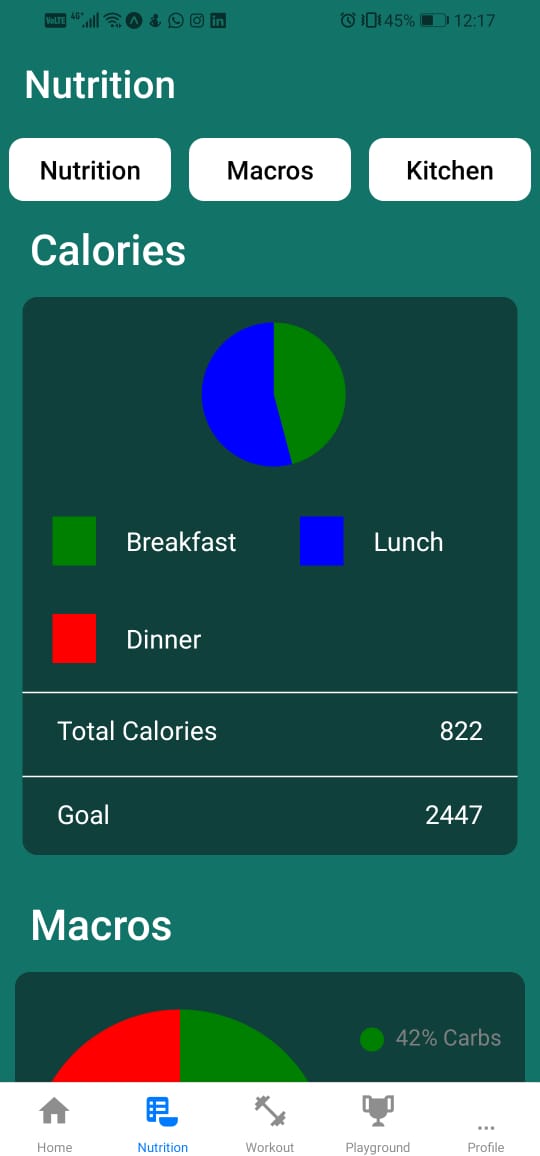 VoLTE 4G+ 45% 12:17
Nutrition
Nutrition Macros Kitchen
Calories
Breakfast Lunch
Dinner
Total Calories 822
Goal 2447
Macros
42% Carbs
Home Nutrition Workout Playground Profile